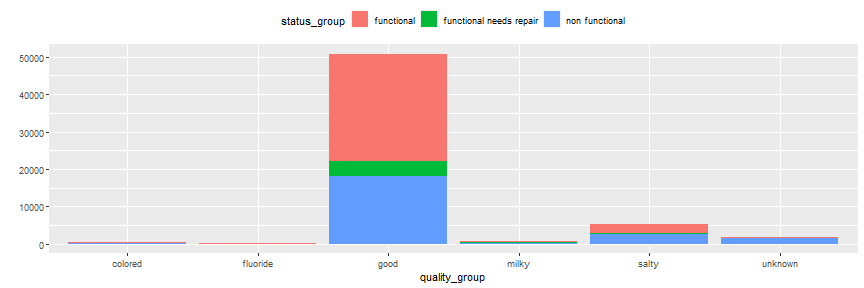 status_group functional functional needs repair non functional
50000
40000
30000
20000
10000
0
colored fluoride good milky salty unknown
quality_group